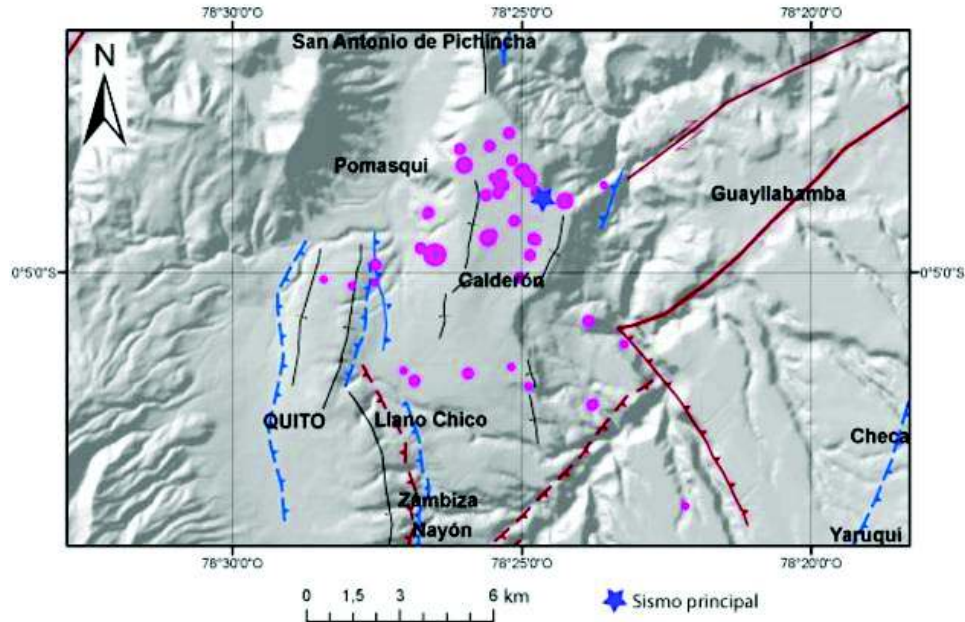 78°30'0"O 78°25'0"O 78°20'0"O
San Antonio de Pichincha
N
Pomasqui
Guayllabamba
0°5'0"S 0°5'0"S
Calderón
QUITO
Llano Chico
Checa
Zámbiza
Nayón
Yaruqui
78°30'0"O 78°25'0"O 78°20'0"O
0 1,5 3 6 km
Sismo principal